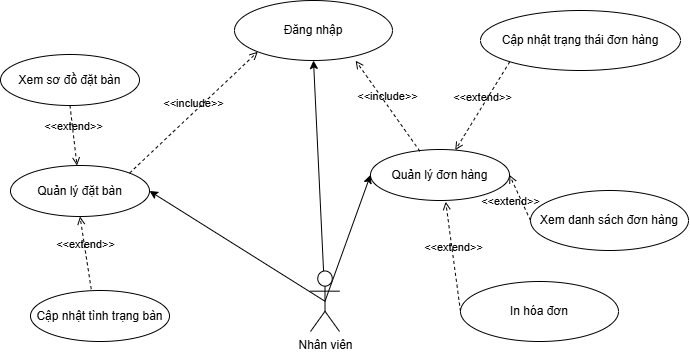 Đăng nhập
Cập nhật trạng thái đơn hàng
Xem sơ đồ đặt bàn
<<include>>
<<include>>
<<extend>>
<<extend>>
Quản lý đặt bàn
Quản lý đơn hàng
<<extend>>
Xem danh sách đơn hàng
<<extend>>
<<extend>>
Cập nhật tình trạng bàn
In hóa đơn
Nhân viên